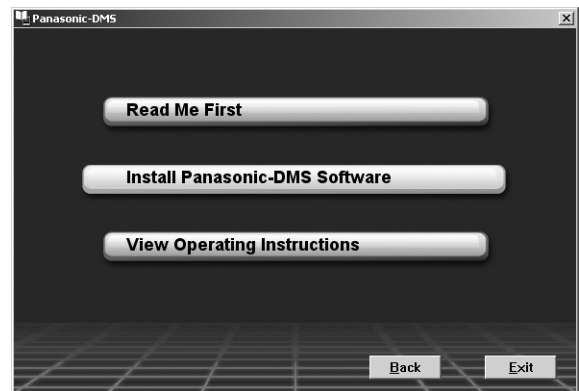 Panasonic-DMS
Read Me First
Install Panasonic-DMS Software
View Operating Instructions
Back
Exit